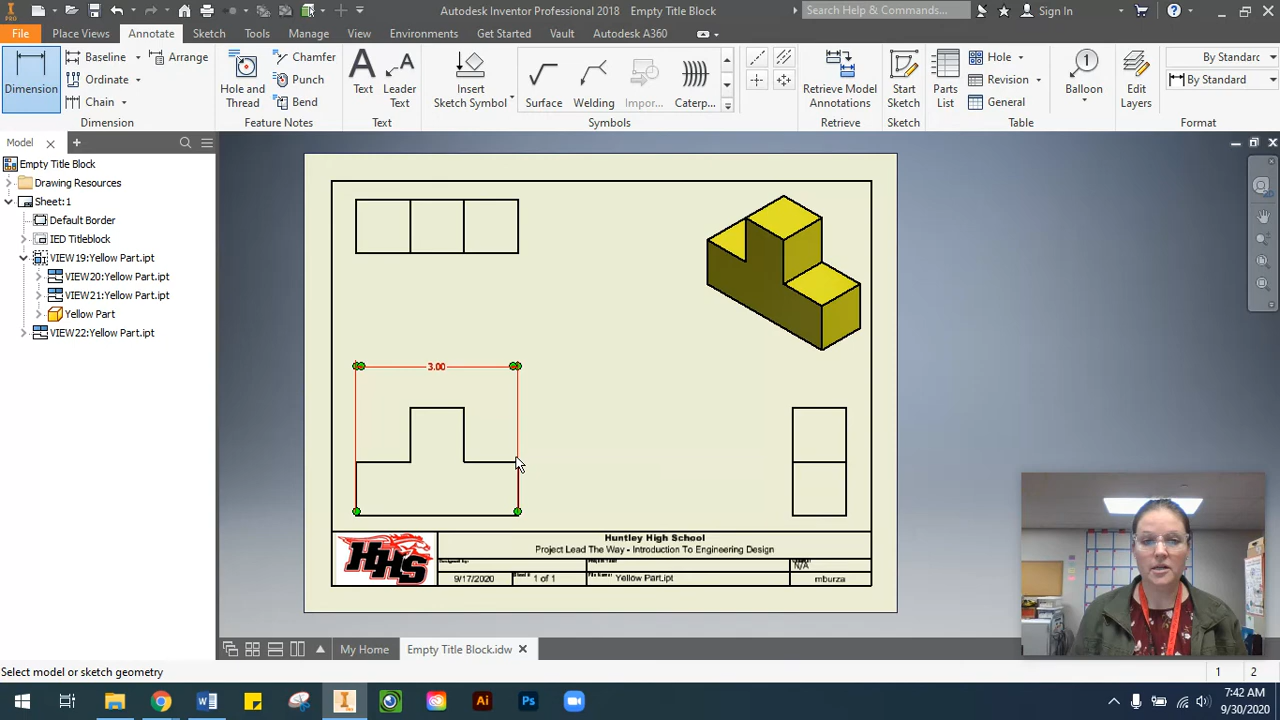 PRO
Autodesk Inventor Professional 2018 Empty Title Block
Search Help & Commands...
Sign In
File Place Views Annotate Sketch Tools Manage View Environments Get Started Vault Autodesk A360
Dimension
Baseline
Ordinate
Chain
Arrange
Dimension
Hole and
Thread
Chamfer
Punch
Bend
Feature Notes
Text
Leader
Text
Text
Insert
Sketch Symbol
Surface
Welding
Impor...
Caterp...
Symbols
Retrieve Model
Annotations
Retrieve
Start
Sketch
Sketch
Parts
List
Hole
Revision
General
Table
Balloon
Edit
Layers
By Standar
By Standard
Format
Model
Empty Title Block
Drawing Resources
Sheet:1
Default Border
IED Titleblock
VIEW19:Yellow Part.ipt
VIEW20:Yellow Part.ipt
VIEW21:Yellow Part.ipt
Yellow Part
VIEW22:Yellow Part.ipt
3.00
HHS
Huntley High School
Project Lead The Way - Introduction To Engineering Design
N/A
9/17/2020
Sheet #
1 of 1
File Name:
Yellow Part.ipt
mburza
My Home
Empty Title Block.idw
Select model or sketch geometry
1 2
7:42 AM
9/30/2020